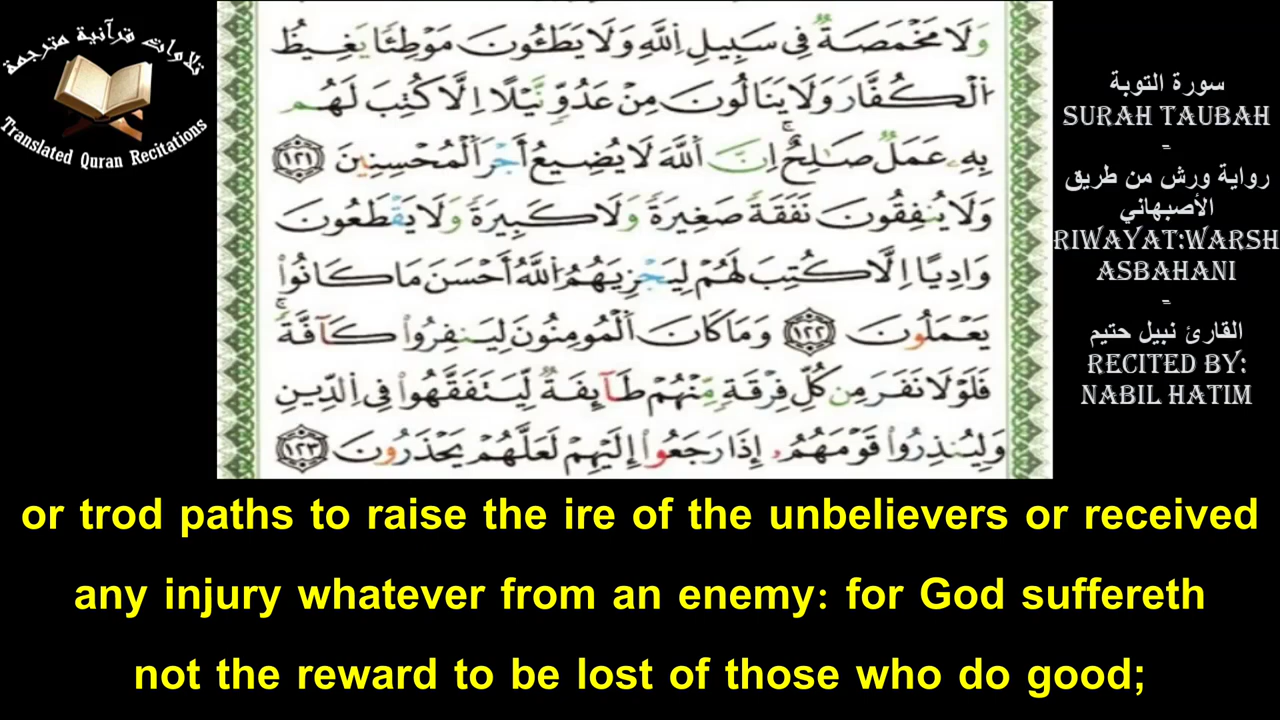 تلاوات قرآنية مترجمة
Translated Quran Recitations
وَلَا مَخْمَصَةٌ فِي سَبِيلِ اِللَّهِ وَلَا يَطَـُٔونَ مَوْطِئًا يَغِيظُ
اُ۬لْكُفَّارَ وَلَا يَنَالُونَ مِنْ عَدُوٍّ نَّيْلًا اِلَّا كُتِبَ لَهُم
بِهِۦ عَمَلٌ صَـٰلِحٌۚ إِنَّ اَ۬للَّهَ لَا يُضِيعُ أَجْرَ اَ۬لْمُحْسِنِينَ ١٢١
وَلَا يُنفِقُونَ نَفَقَةً صَغِيرَةً وَلَا كَبِيرَةً وَلَا يَقْطَعُونَ
وَادِيًا اِلَّا كُتِبَ لَهُمْ لِيَجْزِيَهُمُ اُ۬للَّهُ أَحْسَنَ مَا كَانُوا۟
يَعْمَلُونَ ١٢٢ وَمَا كَانَ اَ۬لْمُومِنُونَ لِيَنفِرُوا۟ كَآفَّةًۚ
فَلَوْلَا نَفَرَ مِن كُلِّ فِرْقَةٍ مِّنْهُمْ طَآئِفَةٌ لِّيَتَفَقَّهُوا۟ فِي اِ۬لدِّينِ
وَلِيُنذِرُوا۟ قَوْمَهُمُۥ إِذَا رَجَعُوا۟ إِلَيْهِمْ لَعَلَّهُمْ يَحْذَرُونَ ١٢٣
سورة التوبة
SURAH TAUBAH
-
رواية ورش من طريق
الأصبهاني
RIWAYAT:WARSH
ASBAHANI
-
القارئ نبيل حتيم
RECITED BY:
NABIL HATIM
or trod paths to raise the ire of the unbelievers or received
any injury whatever from an enemy: for God suffereth
not the reward to be lost of those who do good;